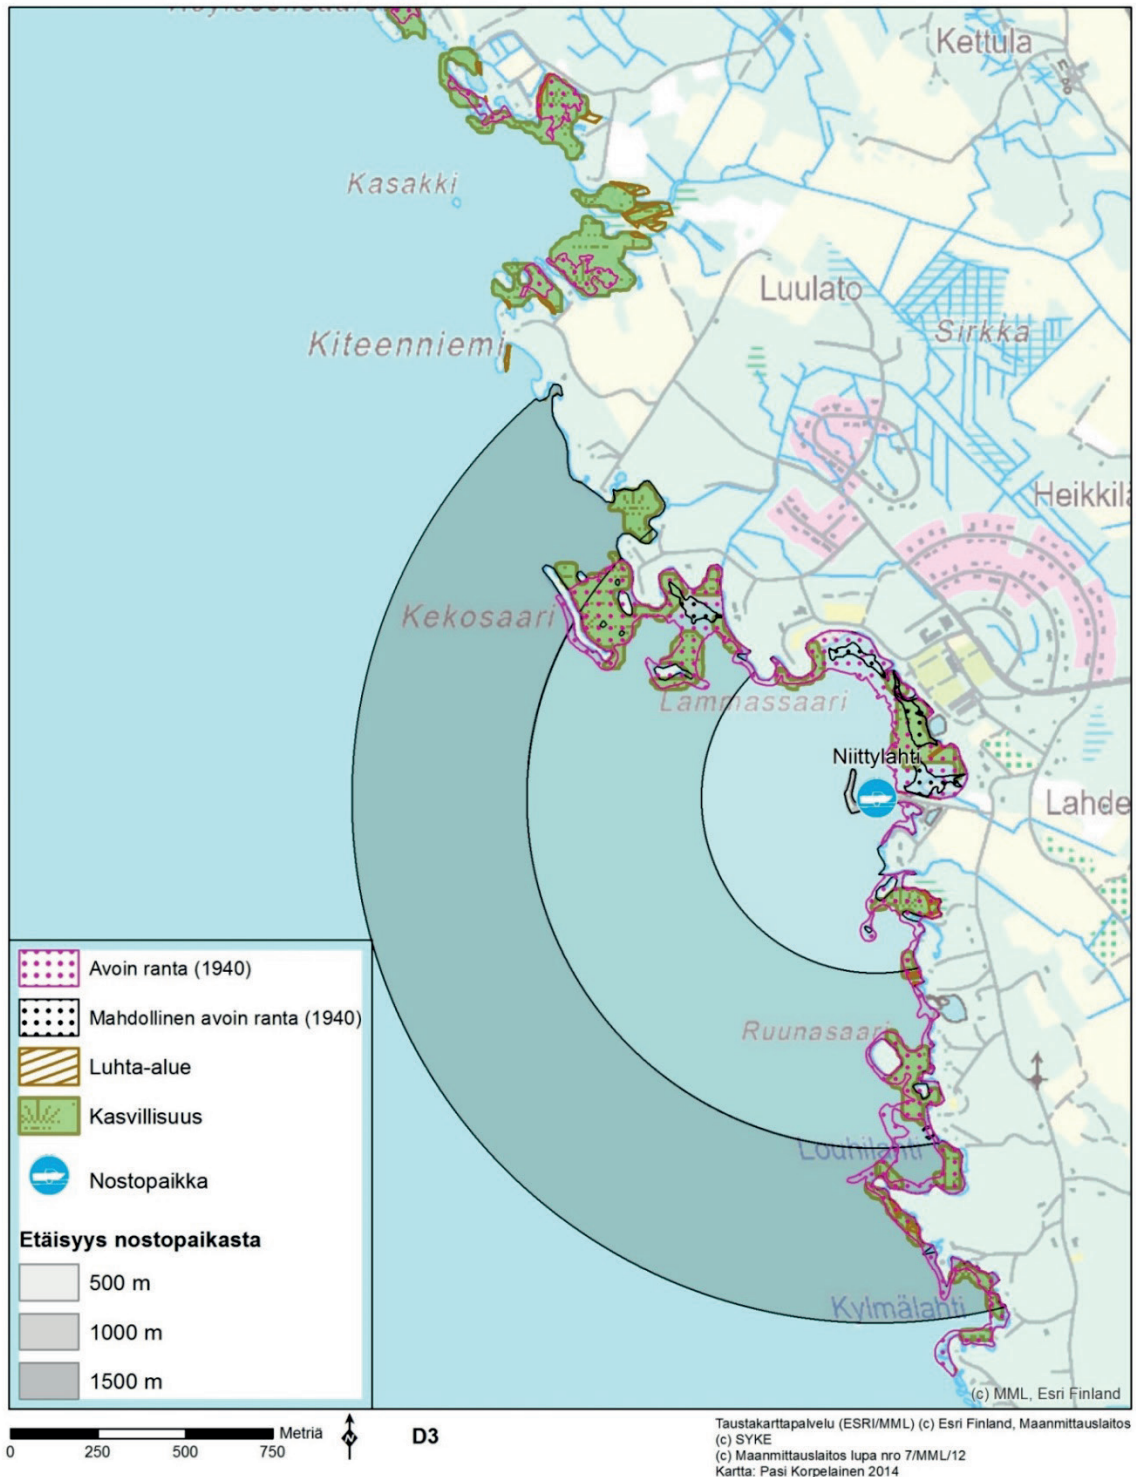 Kettula
Kasakki
Luulato
Sirkka
Kiteenniemi
Heikkilä
Kekosaari
Lammassaari
Niittylahti
Lahde
Ruunasaari
Louhilahti
Kylmälahti
Avoin ranta (1940)
Mahdollinen avoin ranta (1940)
Luhta-alue
Kasvillisuus
Nostopaikka
Etäisyys nostopaikasta
500 m
1000 m
1500 m
(c) MML, Esri Finland
Metriä
0 250 500 750
N
D3
Taustakarttapalvelu (ESRI/MML) (c) Esri Finland, Maanmittauslaitos
(c) SYKE
(c) Maanmittauslaitos lupa nro 7/MML/12
Kartta: Pasi Korpelainen 2014